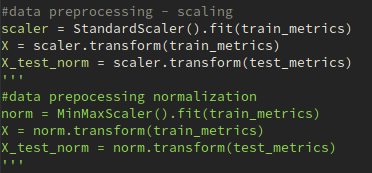 #data preprocessing - scaling
scaler = StandardScaler().fit(train_metrics)
X = scaler.transform(train_metrics)
X_test_norm = scaler.transform(test_metrics)
'''
#data prepocessing normalization
norm = MinMaxScaler().fit(train_metrics)
X = norm.transform(train_metrics)
X_test_norm = norm.transform(test_metrics)
'''